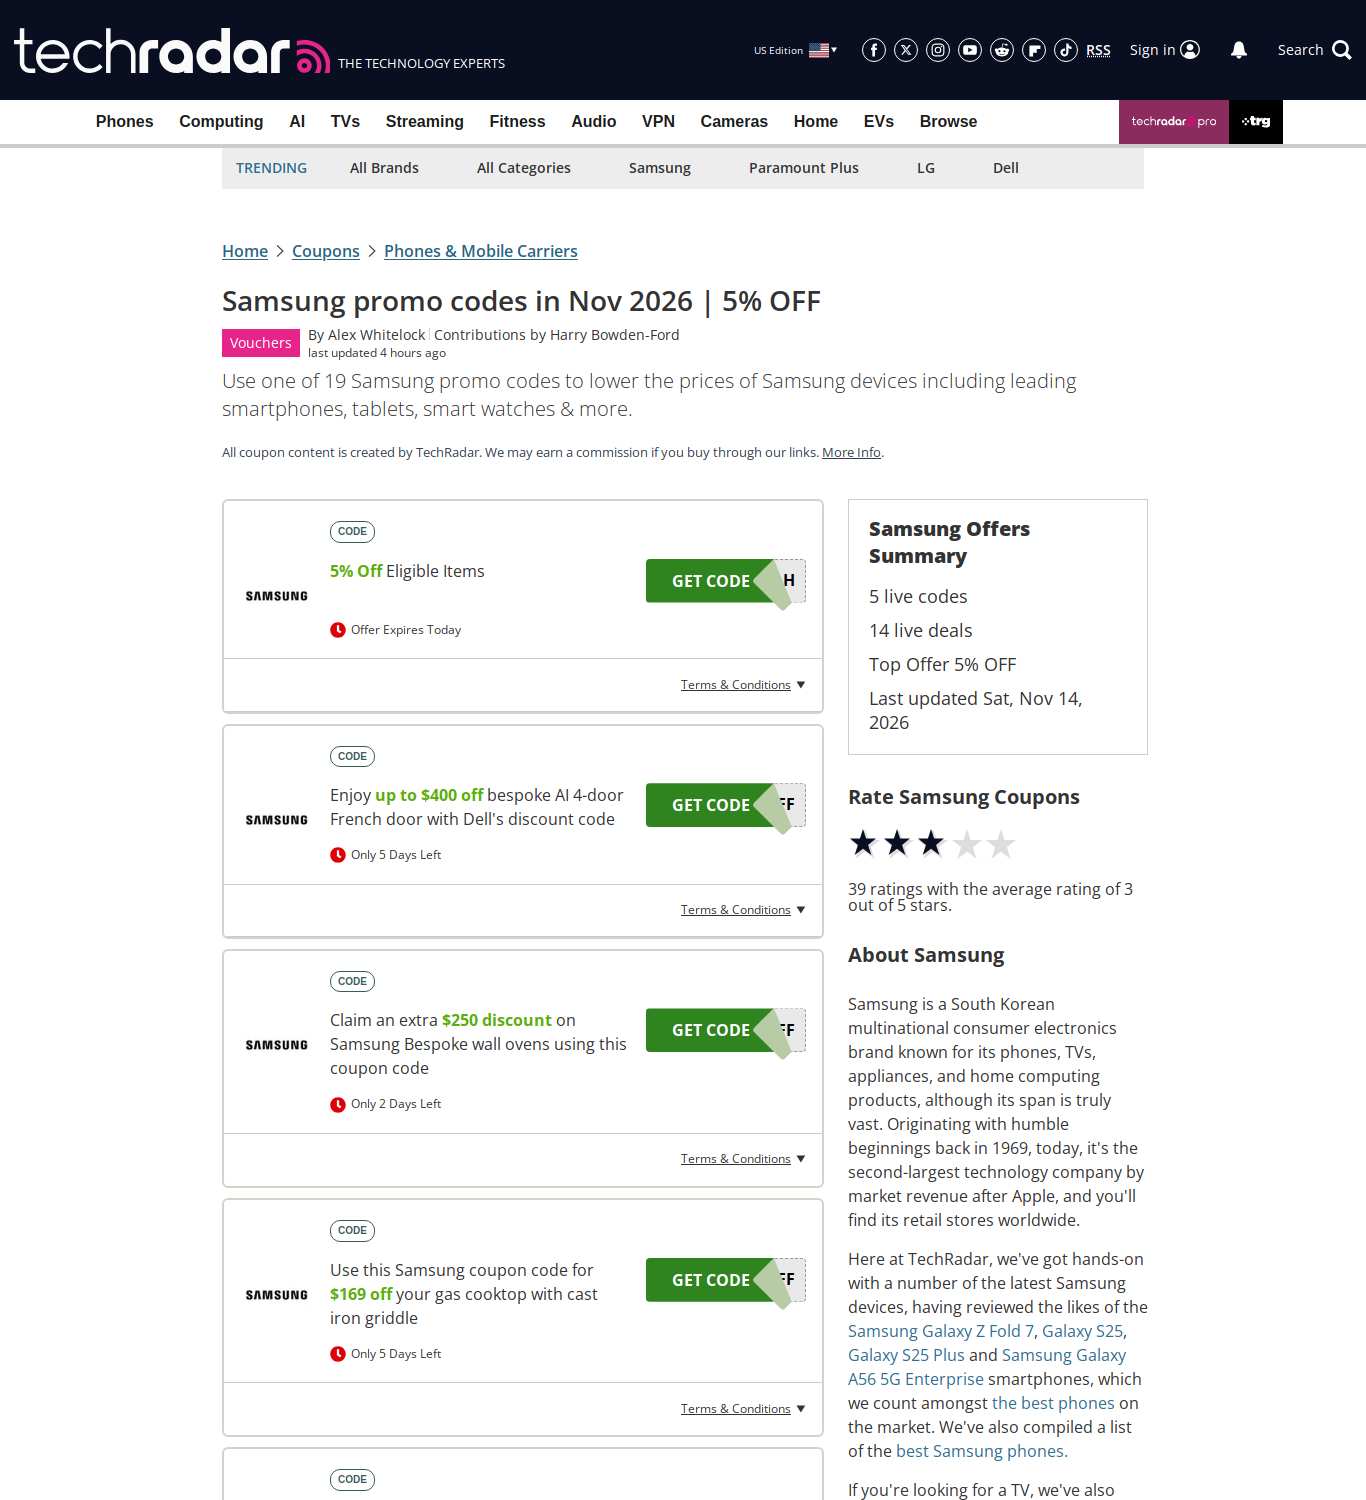 techradar THE TECHNOLOGY EXPERTS
US Edition RSS Sign in Search
Phones Computing AI TVs Streaming Fitness Audio VPN Cameras Home EVs Browse techradar pro trg
TRENDING All Brands All Categories Samsung Paramount Plus LG Dell
Home Coupons Phones & Mobile Carriers
Samsung promo codes in Nov 2026 | 5% OFF
Vouchers
By Alex Whitelock Contributions by Harry Bowden-Ford
last updated 4 hours ago
Use one of 19 Samsung promo codes to lower the prices of Samsung devices including leading
smartphones, tablets, smart watches & more.
All coupon content is created by TechRadar. We may earn a commission if you buy through our links. More Info.
CODE
SAMSUNG
5% Off Eligible Items
GET CODE H
Offer Expires Today
Terms & Conditions
CODE
SAMSUNG
Enjoy up to $400 off bespoke AI 4-door
French door with Dell's discount code
GET CODE FF
Only 5 Days Left
Terms & Conditions
CODE
SAMSUNG
Claim an extra $250 discount on
Samsung Bespoke wall ovens using this
coupon code
GET CODE FF
Only 2 Days Left
Terms & Conditions
CODE
SAMSUNG
Use this Samsung coupon code for
$169 off your gas cooktop with cast
iron griddle
GET CODE FF
Only 5 Days Left
Terms & Conditions
CODE
Samsung Offers
Summary
5 live codes
14 live deals
Top Offer 5% OFF
Last updated Sat, Nov 14,
2026
Rate Samsung Coupons
39 ratings with the average rating of 3
out of 5 stars.
About Samsung
Samsung is a South Korean
multinational consumer electronics
brand known for its phones, TVs,
appliances, and home computing
products, although its span is truly
vast. Originating with humble
beginnings back in 1969, today, it's the
second-largest technology company by
market revenue after Apple, and you'll
find its retail stores worldwide.
Here at TechRadar, we've got hands-on
with a number of the latest Samsung
devices, having reviewed the likes of the
Samsung Galaxy Z Fold 7, Galaxy S25,
Galaxy S25 Plus and Samsung Galaxy
A56 5G Enterprise smartphones, which
we count amongst the best phones on
the market. We've also compiled a list
of the best Samsung phones.
If you're looking for a TV, we've also